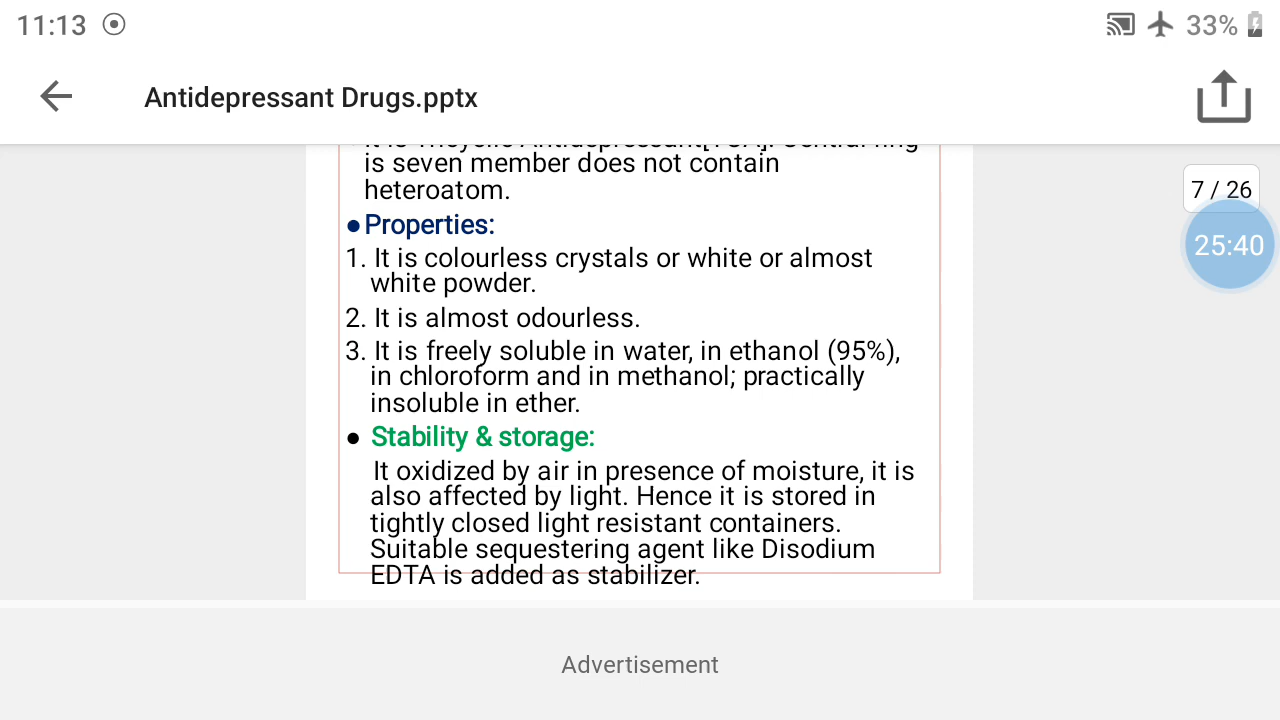 11:13
33%
Antidepressant Drugs.pptx
7 / 26
25:40
is seven member does not contain
heteroatom.
●Properties:
1. It is colourless crystals or white or almost
white powder.
2. It is almost odourless.
3. It is freely soluble in water, in ethanol (95%),
in chloroform and in methanol; practically
insoluble in ether.
● Stability & storage:
It oxidized by air in presence of moisture, it is
also affected by light. Hence it is stored in
tightly closed light resistant containers.
Suitable sequestering agent like Disodium
EDTA is added as stabilizer.
Advertisement